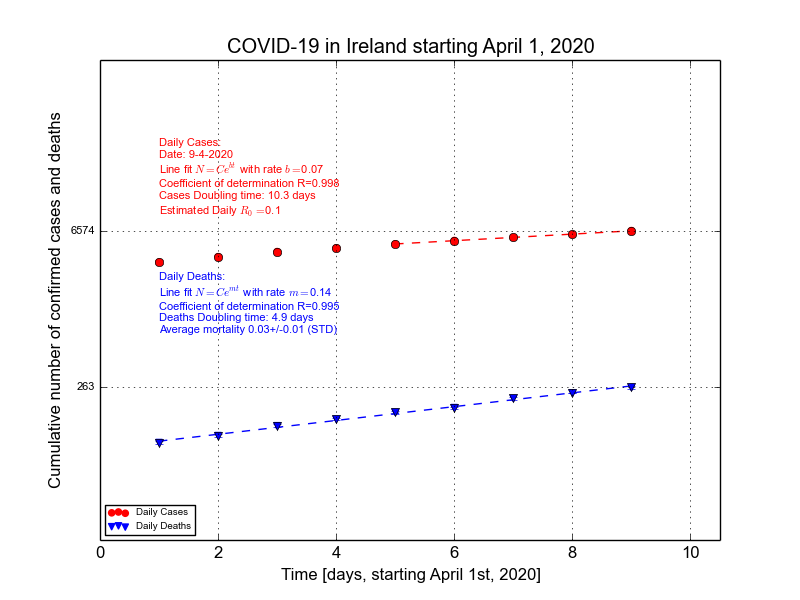 COVID-19 in Ireland starting April 1, 2020
Cumulative number of confirmed cases and deaths
Daily Cases:
Date: 9-4-2020
Line fit N = Ce^{bt} with rate b =0.07
Coefficient of determination R=0.998
Cases Doubling time: 10.3 days
Estimated Daily R_0 =0.1
6574
Daily Deaths:
Line fit N = Ce^{mt} with rate m =0.14
Coefficient of determination R=0.995
Deaths Doubling time: 4.9 days
Average mortality 0.03+/-0.01 (STD)
263
Daily Cases
Daily Deaths
0 2 4 6 8 10
Time [days, starting April 1st, 2020]